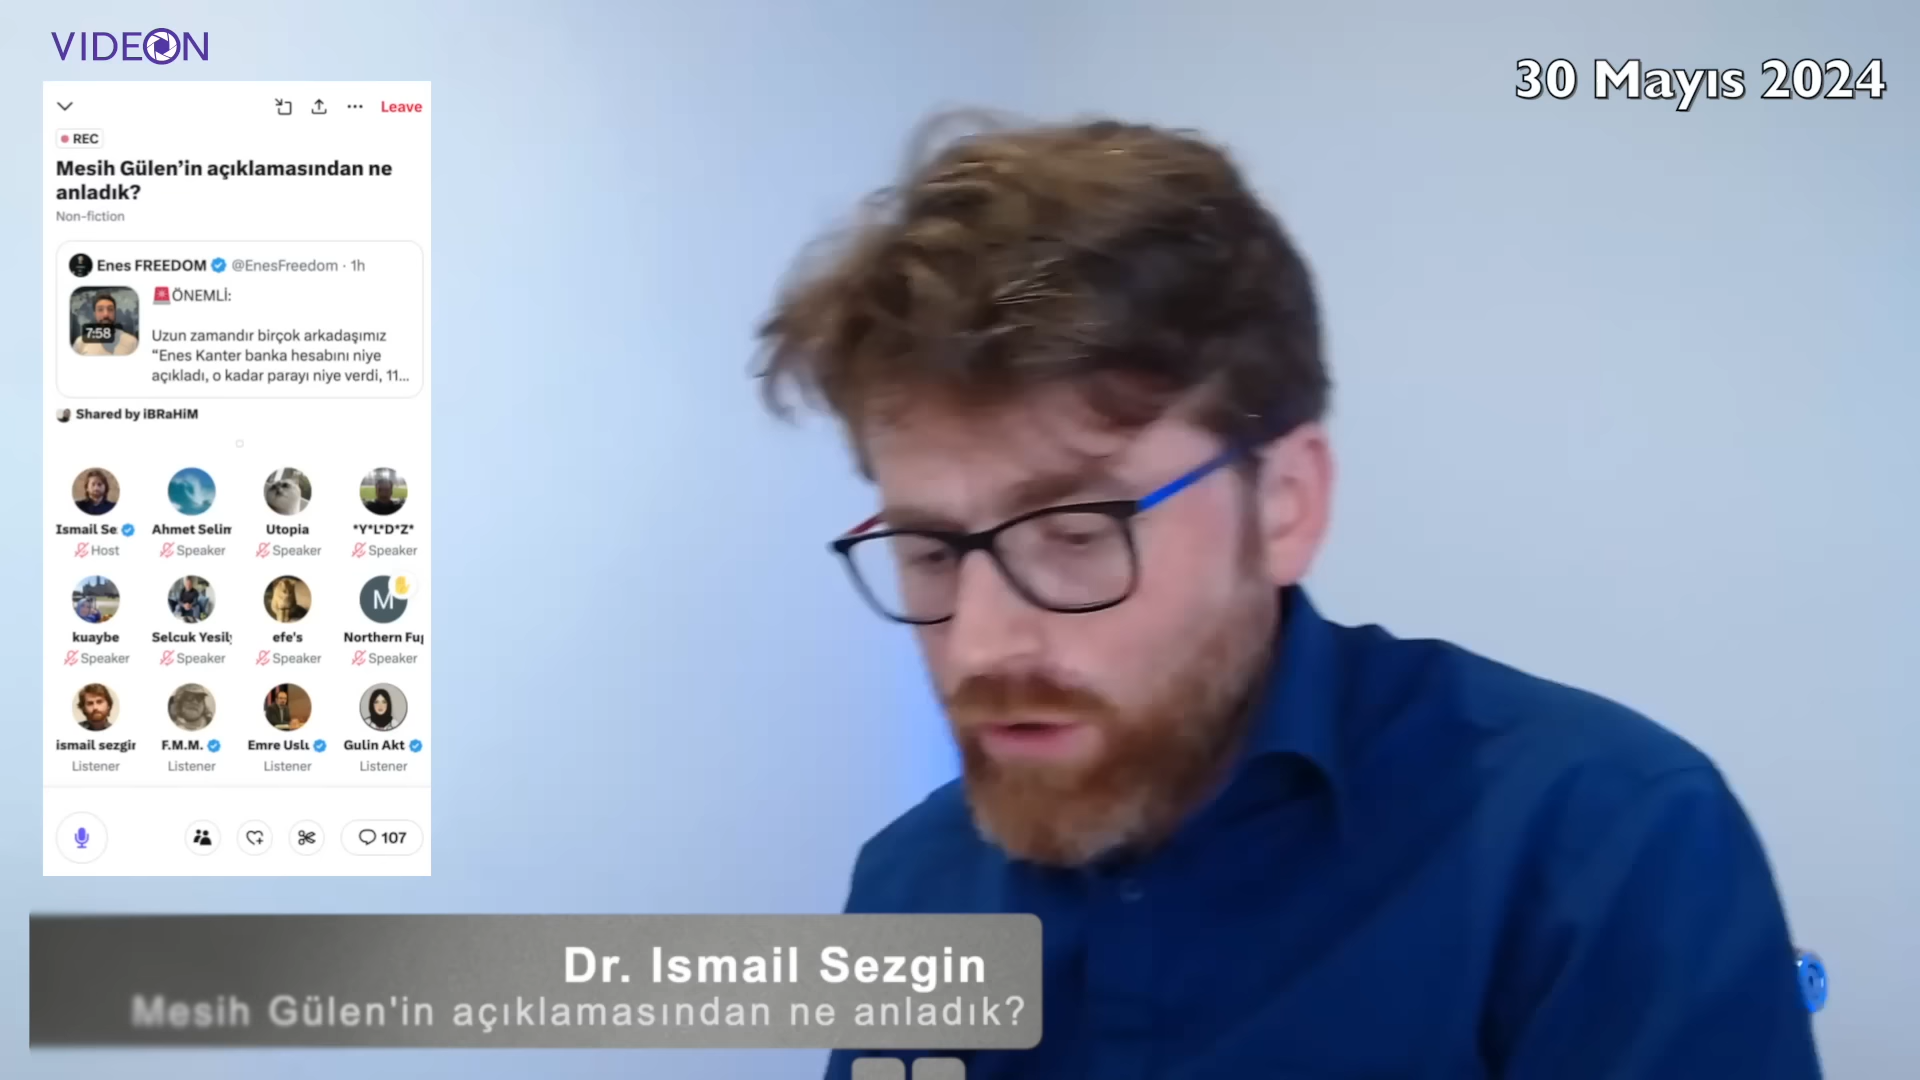 VIDEON
30 Mayıs 2024
Leave
REC
Mesih Gülen’in açıklamasından ne
anladık?
Non-fiction
Enes FREEDOM @EnesFreedom · 1h
7:58
🚨ÖNEMLİ:
Uzun zamandır birçok arkadaşımız
“Enes Kanter banka hesabını niye
açıkladı, o kadar parayı niye verdi, 11...
Shared by iBRaHiM
Ismail Se Ahmet Selim Utopia *Y*L*D*Z*
Host Speaker Speaker Speaker
M
kuaybe Selcuk Yeşil efe's Northern Fu
Speaker Speaker Speaker Speaker
ismail sezgir F.M.M. Emre Uslu Gulin Akt
Listener Listener Listener Listener
107
Dr. Ismail Sezgin
Mesih Gülen'in açıklamasından ne anladık?